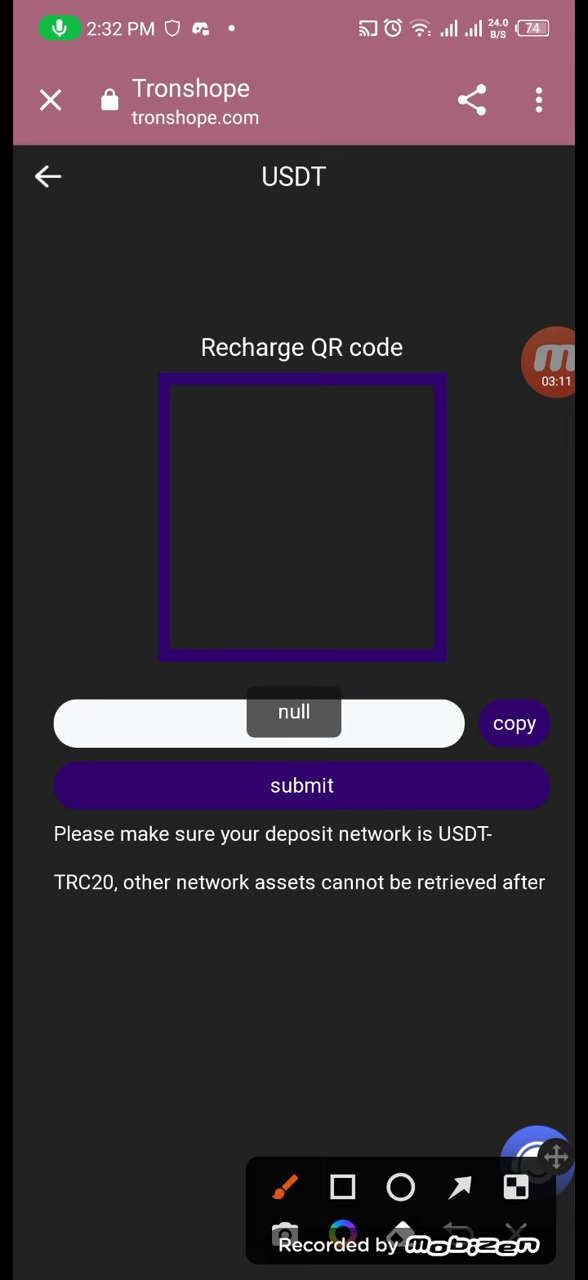 2:32 PM
24.0
B/S
74
Tronshope
tronshope.com
USDT
Recharge QR code
03:11
null
copy
submit
Please make sure your deposit network is USDT-
TRC20, other network assets cannot be retrieved after
Recorded by mobizen